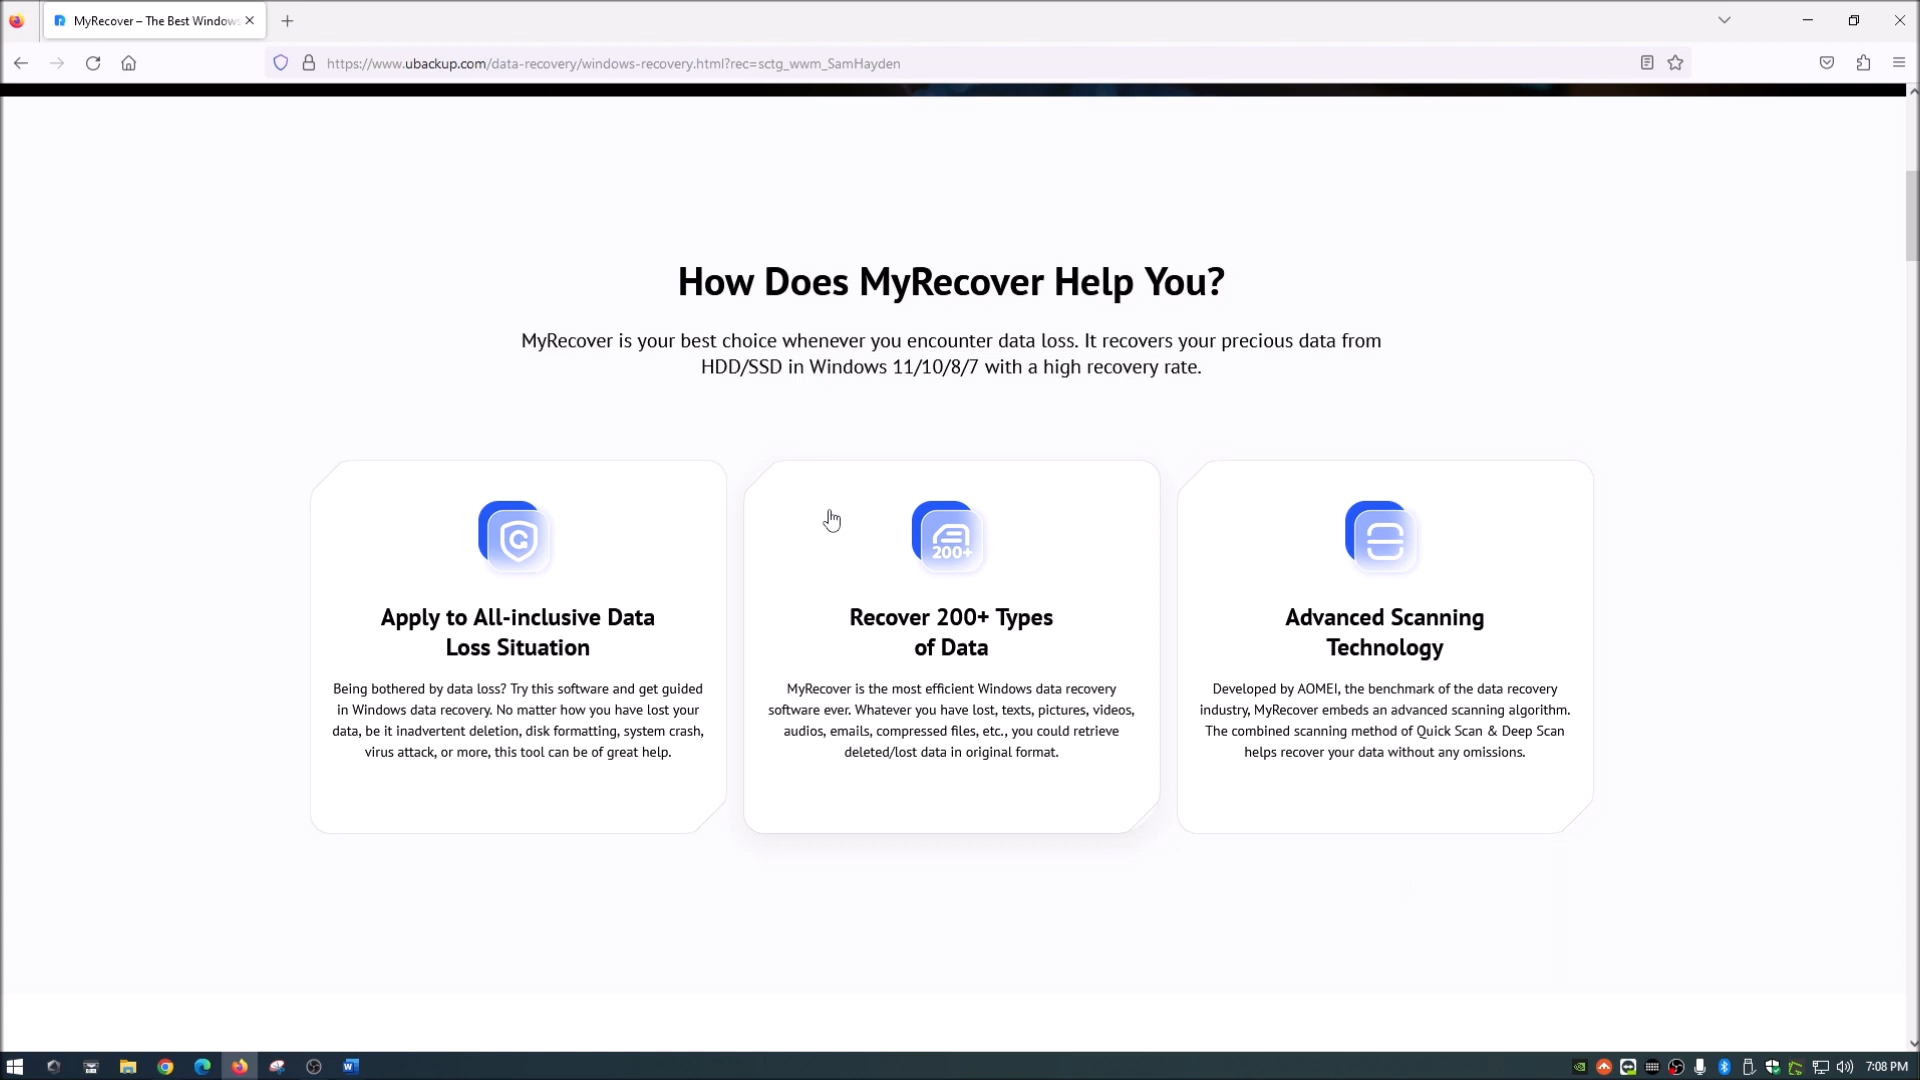 MyRecover – The Best Windows
https://www.ubackup.com/data-recovery/windows-recovery.html?rec=sctg_wwm_SamHayden
How Does MyRecover Help You?
MyRecover is your best choice whenever you encounter data loss. It recovers your precious data from
HDD/SSD in Windows 11/10/8/7 with a high recovery rate.
Apply to All-inclusive Data
Loss Situation
Being bothered by data loss? Try this software and get guided
in Windows data recovery. No matter how you have lost your
data, be it inadvertent deletion, disk formatting, system crash,
virus attack, or more, this tool can be of great help.
200+
Recover 200+ Types
of Data
MyRecover is the most efficient Windows data recovery
software ever. Whatever you have lost, texts, pictures, videos,
audios, emails, compressed files, etc., you could retrieve
deleted/lost data in original format.
Advanced Scanning
Technology
Developed by AOMEI, the benchmark of the data recovery
industry, MyRecover embeds an advanced scanning algorithm.
The combined scanning method of Quick Scan & Deep Scan
helps recover your data without any omissions.
7:08 PM